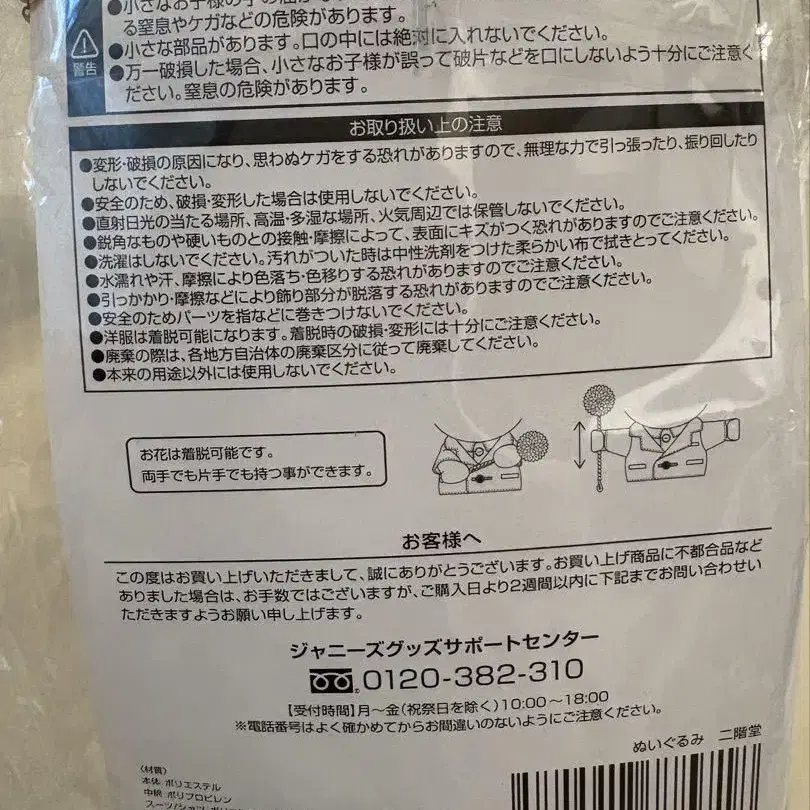 ●小さなお子様の手の届か
る窒息やケガなどの危険があります。
●小さな部品があります。口の中には絶対に入れないでください。
●万一破損した場合、小さなお子様が誤って破片などを口にしないよう十分にご注意く
ださい。窒息の危険があります。
警告
お取り扱い上の注意
●変形・破損の原因になり、思わぬケガをする恐れがありますので、無理な力で引っ張ったり、振り回したり
しないでください。
●安全のため、破損・変形した場合は使用しないでください。
●直射日光の当たる場所、高温・多湿な場所、火気周辺では保管しないでください。
●鋭角なものや硬いものとの接触・摩擦によって、表面にキズがつく恐れがありますのでご注意ください。
●洗濯はしないでください。汚れがついた時は中性洗剤をつけた柔らかい布で拭きとってください。
●水濡れや汗、摩擦により色落ち・色移りする恐れがありますのでご注意ください。
●引っかかり・摩擦などにより飾り部分が脱落する恐れがありますのでご注意ください。
●安全のためパーツを指などに巻きつけないでください。
●洋服は着脱可能になります。着脱時の破損・変形には十分にご注意ください。
●廃棄の際は、各地方自治体の廃棄区分に従って廃棄してください。
●本来の用途以外には使用しないでください。
お花は着脱可能です。
両手でも片手でも持つ事ができます。
お客様へ
この度はお買い上げいただきまして、誠にありがとうございます。お買い上げ商品に不都合品など
ありました場合は、お手数ではございますが、ご購入日より2週間以内に下記までお問い合わせい
ただきますようお願い申し上げます。
ジャニーズグッズサポートセンター
0120-382-310
【受付時間】月〜金(祝祭日を除く)10:00〜18:00
※電話番号はよく確かめてからお間違いのないようにご注意ください。
ぬいぐるみ 二階堂
〈材質〉
本体 ポリエステル
中綿 ポリプロピレン
スーツ/シャツ ポリ